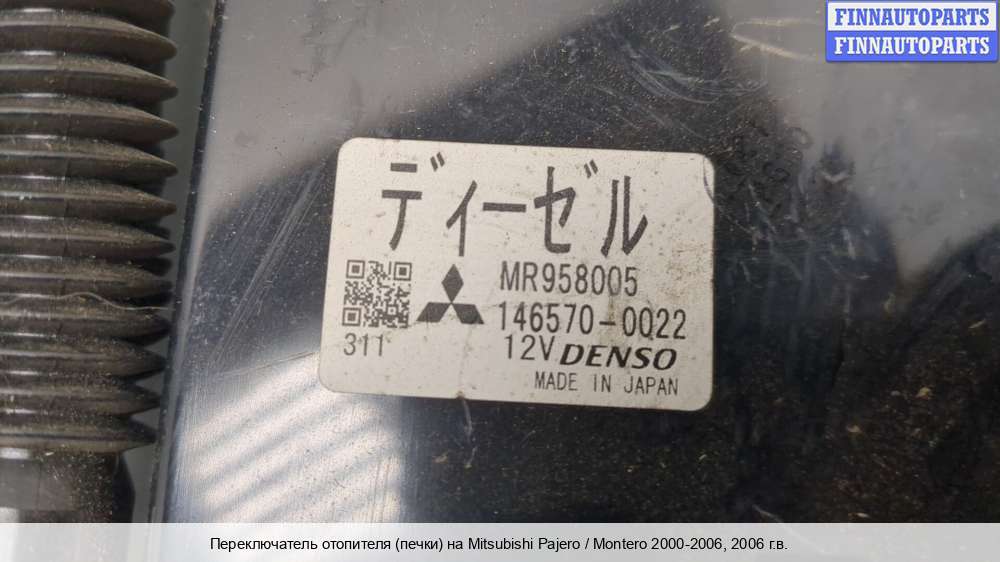 FINNAUTOPARTS
FINNAUTOPARTS
ディーゼル
MR958005
146570-0022
311
12V DENSO
MADE IN JAPAN
Переключатель отопителя (печки) на Mitsubishi Pajero / Montero 2000-2006, 2006 г.в.